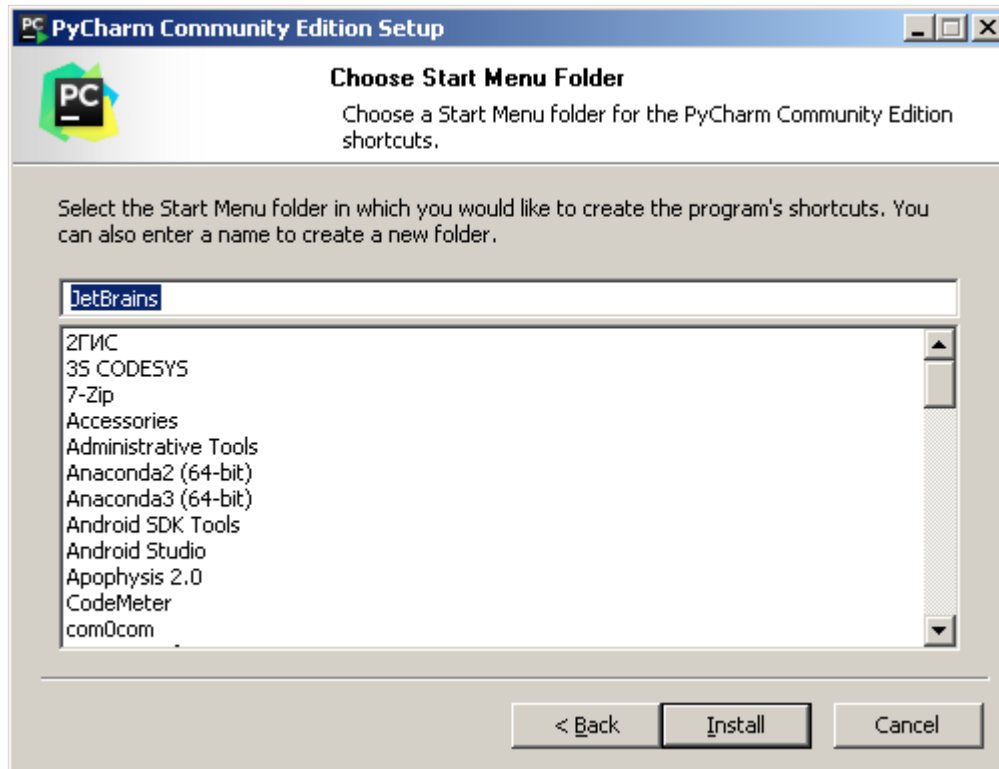 PC PyCharm Community Edition Setup
PC
Choose Start Menu Folder
Choose a Start Menu folder for the PyCharm Community Edition
shortcuts.
Select the Start Menu folder in which you would like to create the program's shortcuts. You
can also enter a name to create a new folder.
JetBrains
2ГИС
3S CODESYS
7-Zip
Accessories
Administrative Tools
Anaconda2 (64-bit)
Anaconda3 (64-bit)
Android SDK Tools
Android Studio
Apophysis 2.0
CodeMeter
com0com
< Back
Install
Cancel